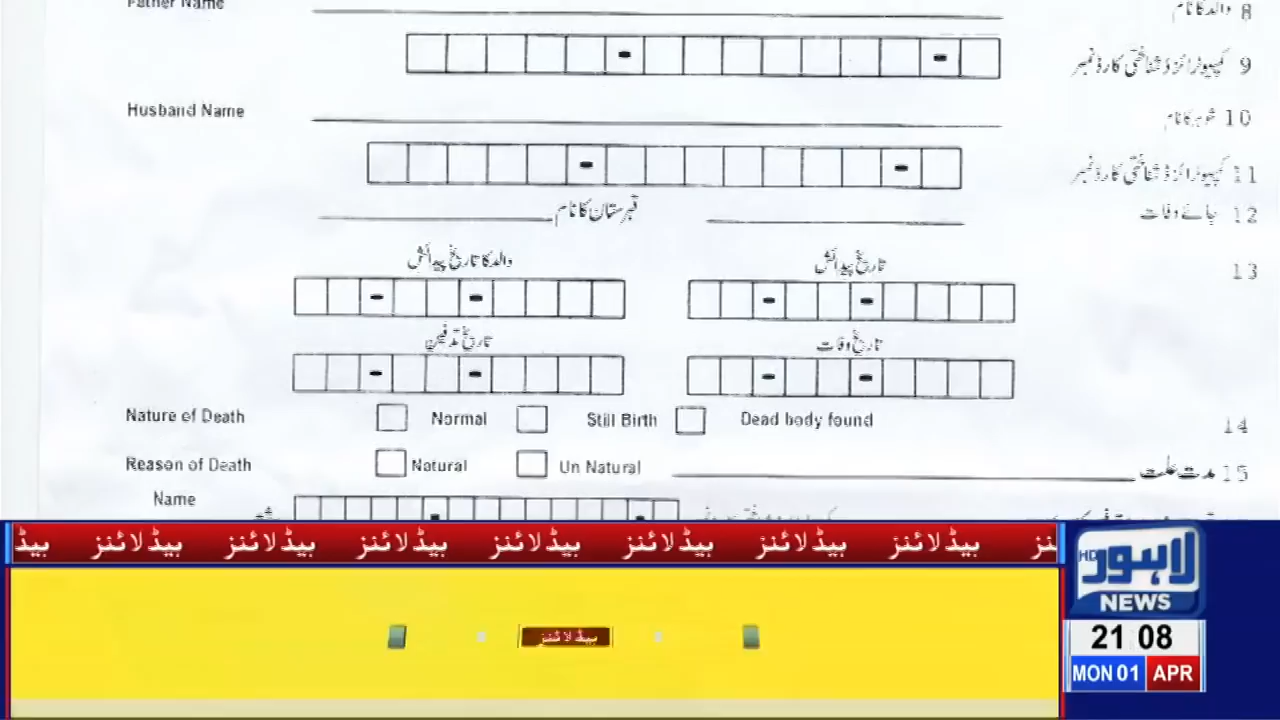 Father Name
8 والد کا نام
9 کمپیوٹرائزڈ شناختی کارڈ نمبر
Husband Name
10 شوہر کا نام
11 کمپیوٹرائزڈ شناختی کارڈ نمبر
12 جائے وفات قبرستان کا نام
13 تاریخ پیدائش والد کا تاریخ پیدائش
تاریخ وفات تاریخ تدفین
Nature of Death Normal Still Birth Dead body found 14
Reason of Death Natural Un Natural مدت علت 15
Name
ہیڈ لائنز ہیڈ لائنز ہیڈ لائنز ہیڈ لائنز ہیڈ لائنز ہیڈ لائنز ہیڈ لائنز
ہیڈ لائنز
لاہور HD
NEWS
21 08
MON 01 APR